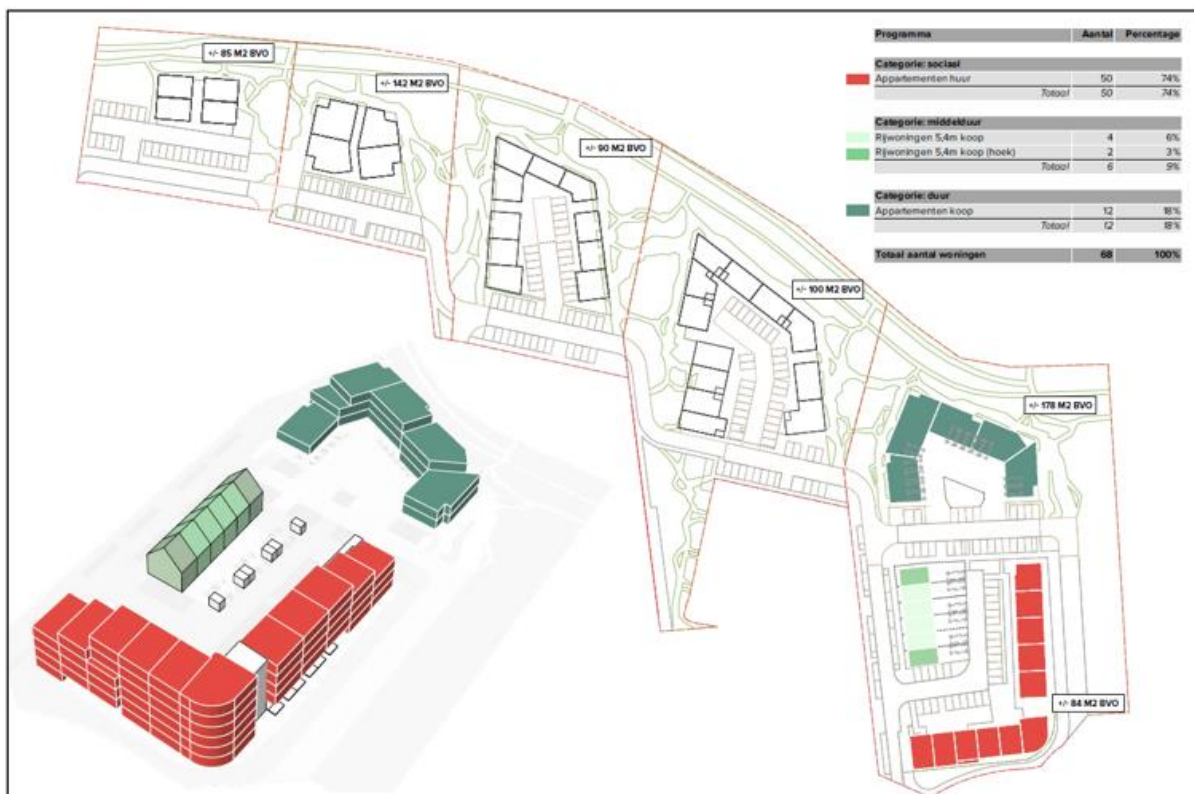 +/- 85 M2 BVO
+/- 142 M2 BVO
+/- 90 M2 BVO
+/- 100 M2 BVO
+/- 178 M2 BVO
+/- 84 M2 BVO
Programma Aantal Percentage
Categorie: sociaal
Appartementen huur 50 74%
Totaal 50 74%
Categorie: middelduur
Rijwoningen 5,4m koop 4 6%
Rijwoningen 5,4m koop (hoek) 2 3%
Totaal 6 9%
Categorie: duur
Appartementen koop 12 18%
Totaal 12 18%
Totaal aantal woningen 68 100%